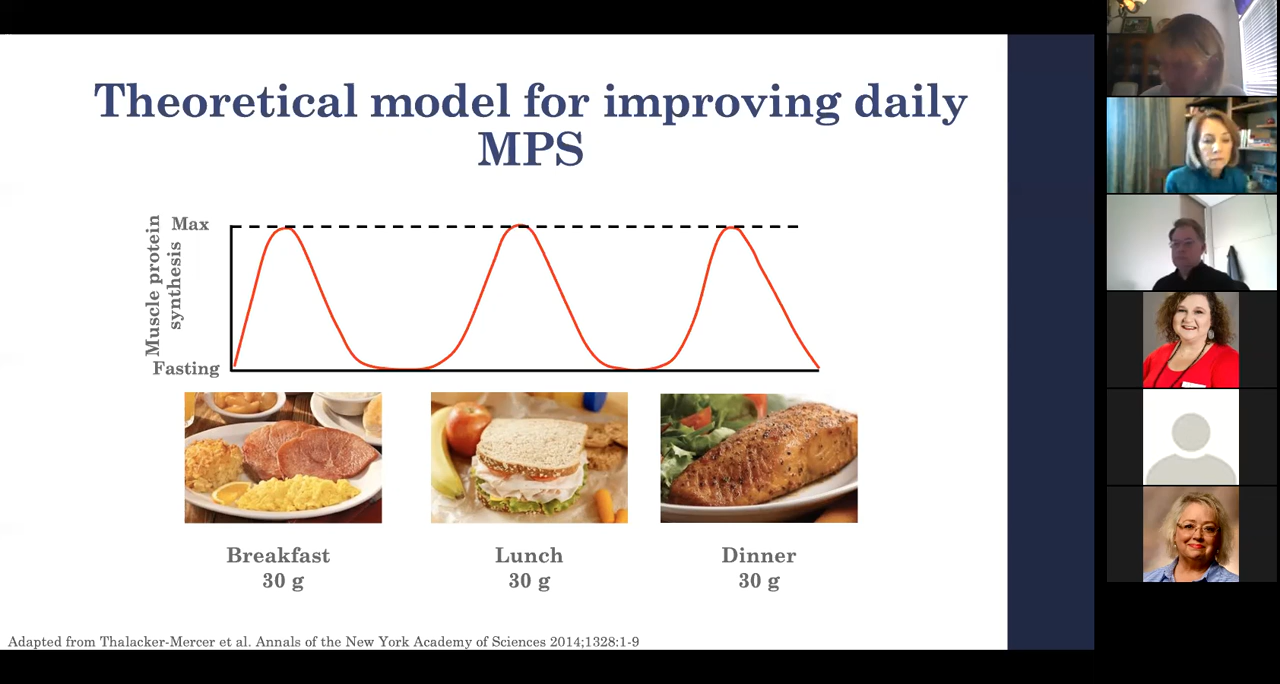 Theoretical model for improving daily
MPS
Muscle protein
synthesis
Max
Fasting
Breakfast
30 g
Lunch
30 g
Dinner
30 g
Adapted from Thalacker-Mercer et al. Annals of the New York Academy of Sciences 2014;1328:1-9